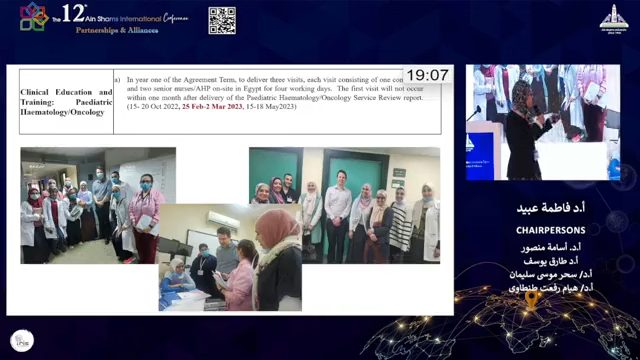 The 12th Ain Shams International Conference
Partnerships & Alliances
19:07
Clinical Education and
Training: Paediatric
Haematology/Oncology
a) In year one of the Agreement Term, to deliver three visits, each visit consisting of one
and two senior nurses/AHP on-site in Egypt for four working days. The first visit will not occur
within one month after delivery of the Paediatric Haematology/Oncology Service Review report.
(15- 20 Oct 2022, 25 Feb-2 Mar 2023, 15-18 May2023)
أ.د فاطمة عبيد
CHAIRPERSONS
أ.د. أسامة منصور
أ.د طارق يوسف
أ.د/ سحر موسى سليمان
أ.د/ هيام رفعت طنطاوى